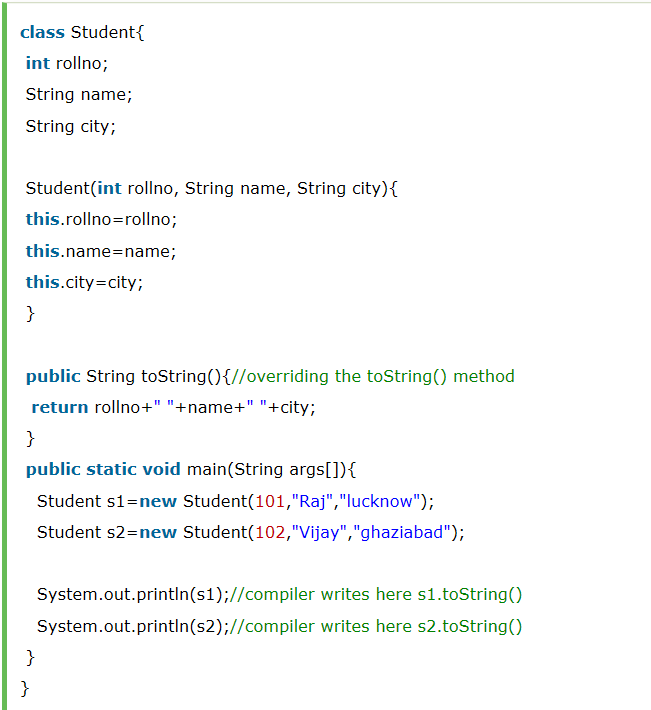 class Student{
int rollno;
String name;
String city;
Student(int rollno, String name, String city){
this.rollno=rollno;
this.name=name;
this.city=city;
}
public String toString(){//overriding the toString() method
return rollno+" "+name+" "+city;
}
public static void main(String args[]){
Student s1=new Student(101,"Raj","lucknow");
Student s2=new Student(102,"Vijay","ghaziabad");
System.out.println(s1);//compiler writes here s1.toString()
System.out.println(s2);//compiler writes here s2.toString()
}
}